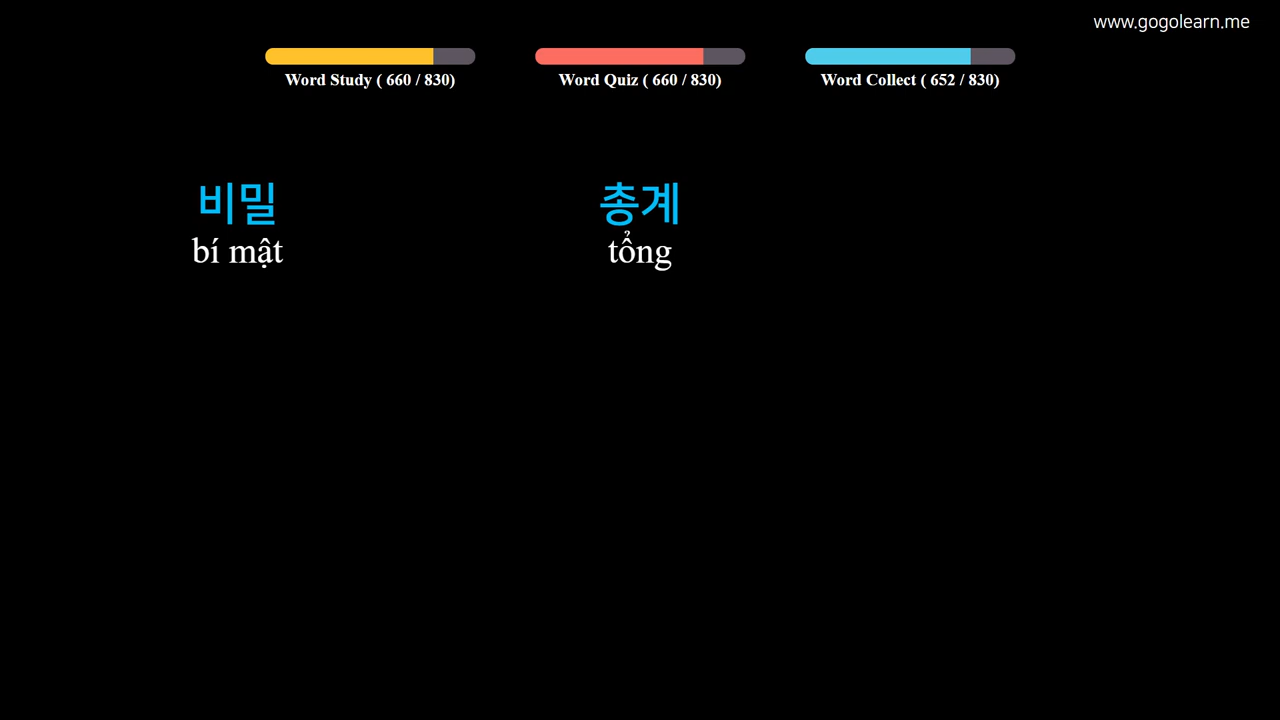 www.gogolearn.me
Word Study ( 660 / 830)
Word Quiz ( 660 / 830)
Word Collect ( 652 / 830)
비밀
bí mật
총계
tổng